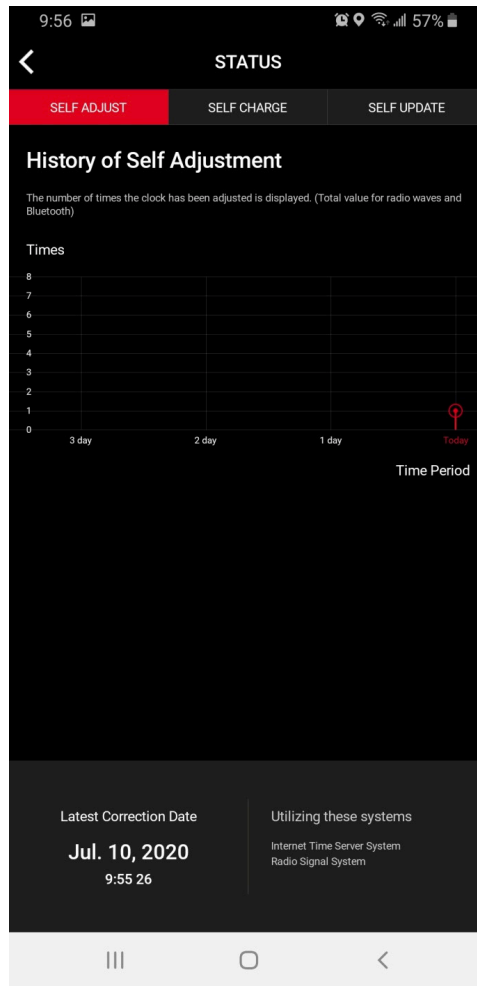 9:56 57%
STATUS
SELF ADJUST SELF CHARGE SELF UPDATE
History of Self Adjustment
The number of times the clock has been adjusted is displayed. (Total value for radio waves and
Bluetooth)
Times
8
7
6
5
4
3
2
1
0
3 day 2 day 1 day Today
Time Period
Latest Correction Date
Jul. 10, 2020
9:55 26
Utilizing these systems
Internet Time Server System
Radio Signal System